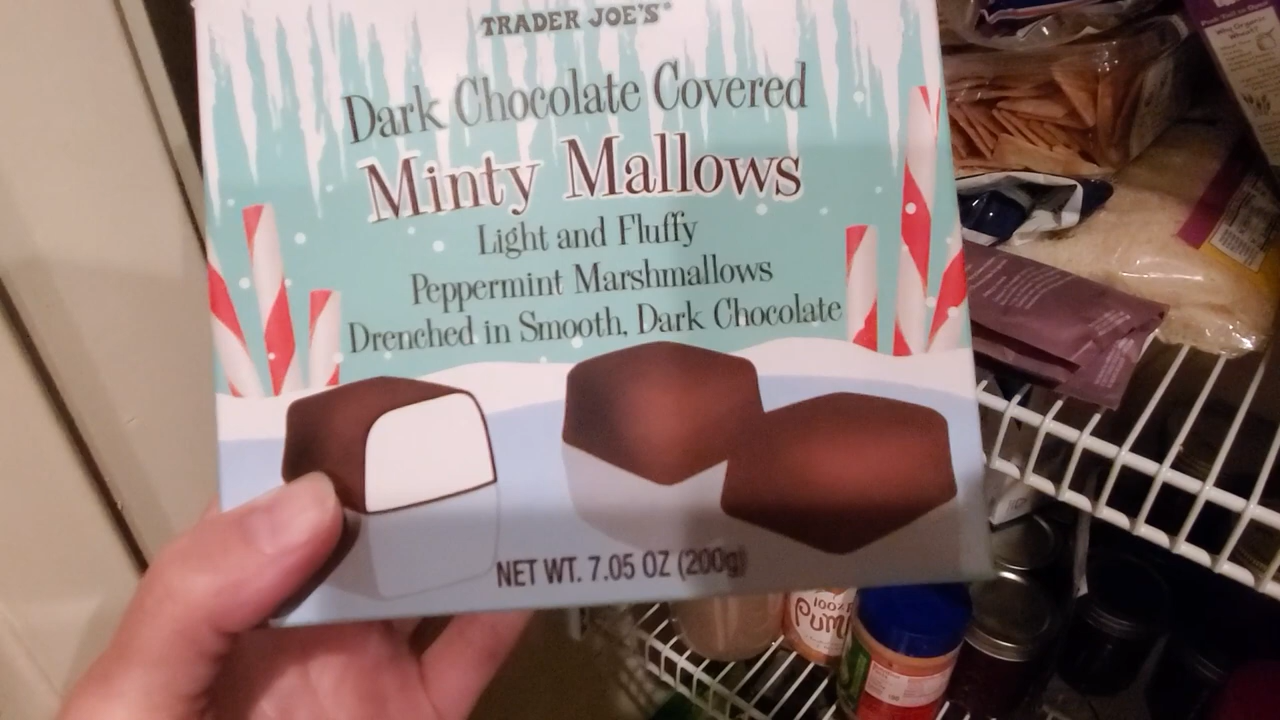 TRADER JOE'S
Dark Chocolate Covered
Minty Mallows
Light and Fluffy
Peppermint Marshmallows
Drenched in Smooth, Dark Chocolate
NET WT. 7.05 OZ (200g)
100%